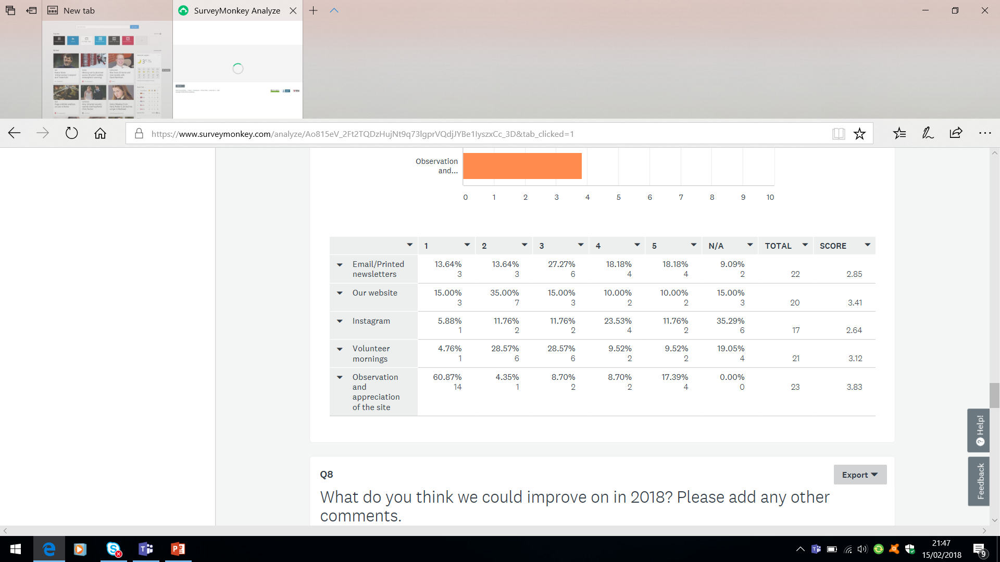 New tab
SurveyMonkey Analyze
https://www.surveymonkey.com/analyze/Ao815eV_2Ft2TQDzHujNt9q73lgprVQdjJYBe1IyszxCc_3D&tab_clicked=1
Observation
and...
0 1 2 3 4 5 6 7 8 9 10
1 2 3 4 5 N/A TOTAL SCORE
Email/Printed 13.64% 13.64% 27.27% 18.18% 18.18% 9.09%
newsletters 3 3 6 4 4 2 22 2.85
Our website 15.00% 35.00% 15.00% 10.00% 10.00% 15.00%
3 7 3 2 2 3 20 3.41
Instagram 5.88% 11.76% 11.76% 23.53% 11.76% 35.29%
1 2 2 4 2 6 17 2.64
Volunteer 4.76% 28.57% 28.57% 9.52% 9.52% 19.05%
mornings 1 6 6 2 2 4 21 3.12
Observation 60.87% 4.35% 8.70% 8.70% 17.39% 0.00%
and 14 1 2 2 4 0 23 3.83
appreciation
of the site
Help!
Feedback
Q8
Export
What do you think we could improve on in 2018? Please add any other
comments.
21:47
15/02/2018
9